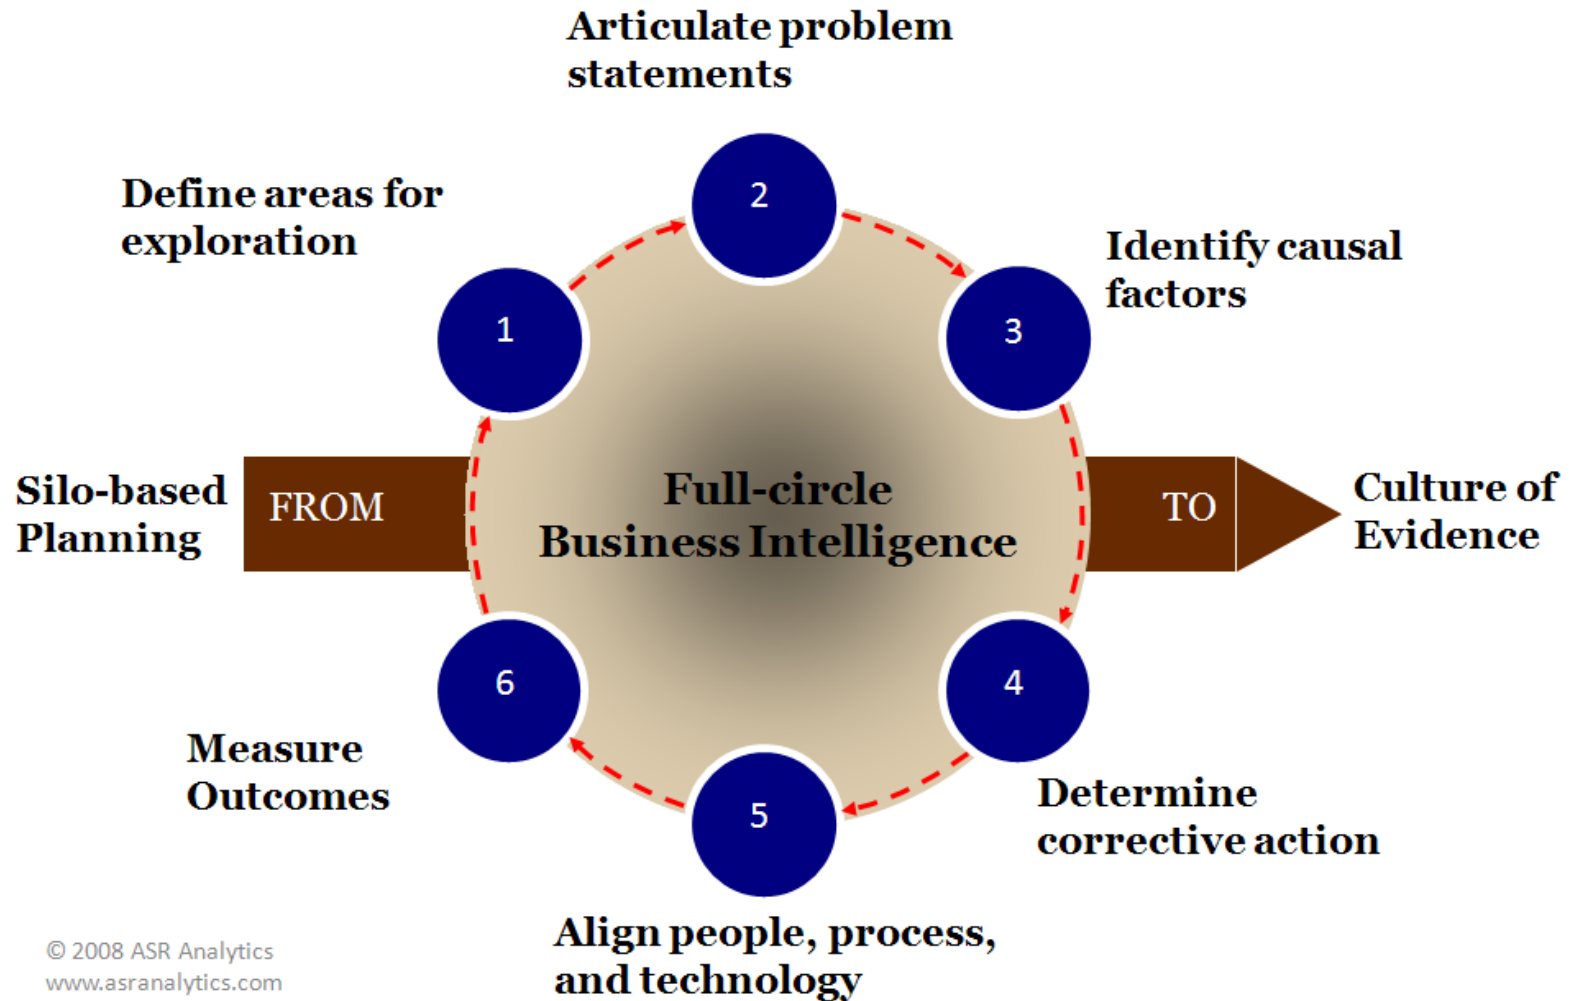 Articulate problem
statements
2
Define areas for
exploration
1
Identify causal
factors
3
Silo-based
Planning
FROM
Full-circle
Business Intelligence
TO
Culture of
Evidence
6
Measure
Outcomes
4
Determine
corrective action
5
Align people, process,
and technology
© 2008 ASR Analytics
www.asranalytics.com